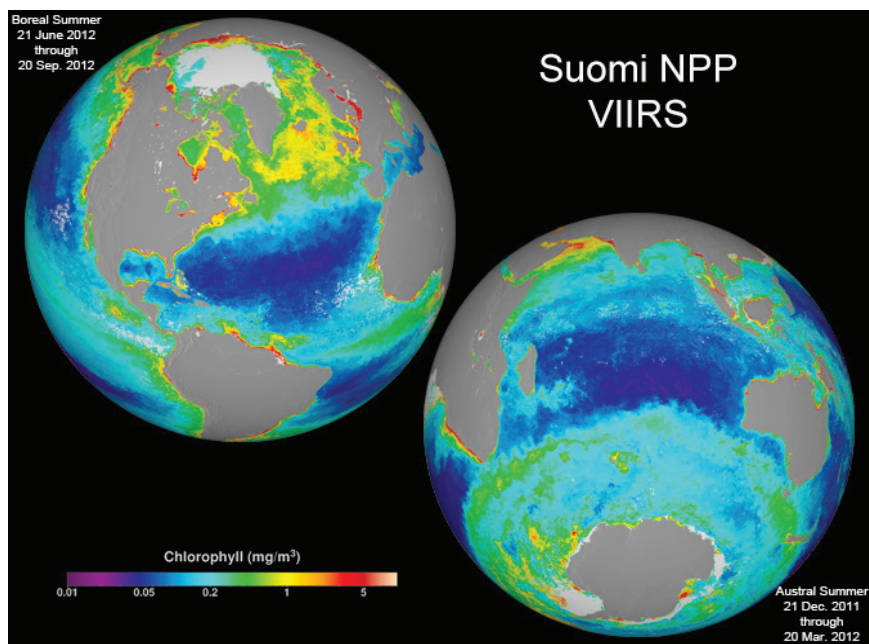 Boreal Summer
21 June 2012
through
20 Sep. 2012
Suomi NPP
VIIRS
Chlorophyll (mg/m³)
0.01 0.05 0.2 1 5
Austral Summer
21 Dec. 2011
through
20 Mar. 2012